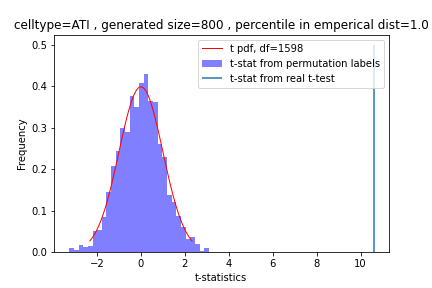 celltype=ATI , generated size=800 , percentile in emperical dist=1.0
t pdf, df=1598
t-stat from permutation labels
t-stat from real t-test
Frequency
0.5
0.4
0.3
0.2
0.1
0.0
−2 0 2 4 6 8 10
t-statistics